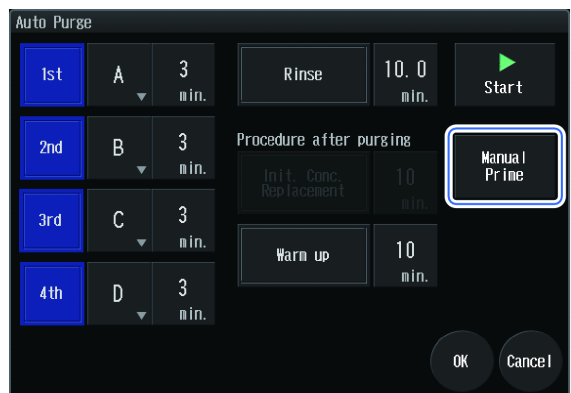 Auto Purge
1st A 3 min.
2nd B 3 min.
3rd C 3 min.
4th D 3 min.
Rinse 10.0 min.
Procedure after purging
Init. Conc.
Replacement
10 min.
Warm up 10 min.
Start
Manual
Prime
OK
Cancel